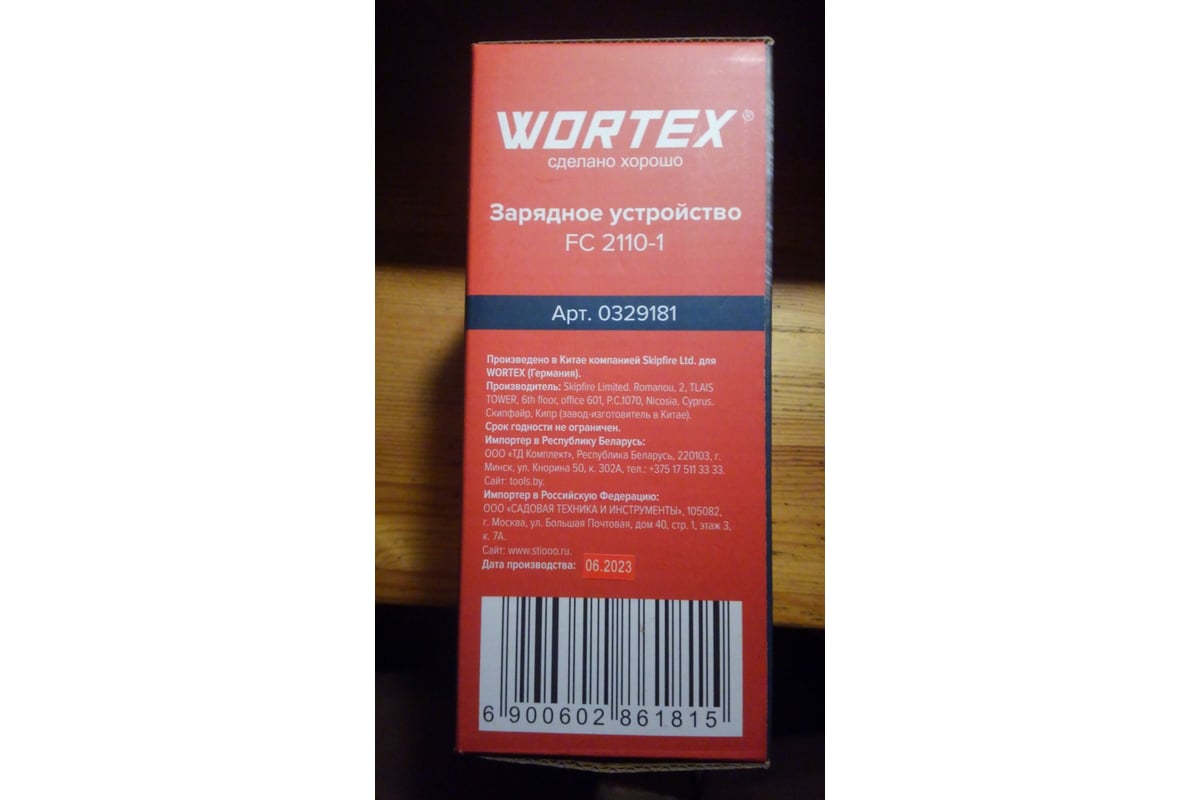 WORTEX®
сделано хорошо
Зарядное устройство
FC 2110-1
Арт. 0329181
Произведено в Китае компанией Skipfire Ltd. для
WORTEX (Германия).
Производитель: Skipfire Limited. Romanou, 2, TLAIS
TOWER, 6th floor, office 601, P.C.1070, Nicosia, Cyprus.
Скипфайр, Кипр (завод-изготовитель в Китае).
Срок годности не ограничен.
Импортер в Республику Беларусь:
ООО «ТД Комплект», Республика Беларусь, 220103, г.
Минск, ул. Кнорина 50, к. 302А, тел.: +375 17 511 33 33.
Сайт: tools.by.
Импортер в Российскую Федерацию:
ООО «САДОВАЯ ТЕХНИКА И ИНСТРУМЕНТЫ», 105082,
г. Москва, ул. Большая Почтовая, дом 40, стр. 1, этаж 3,
к. 7А.
Сайт: www.stiooo.ru.
Дата производства: 06.2023
6 900602 861815